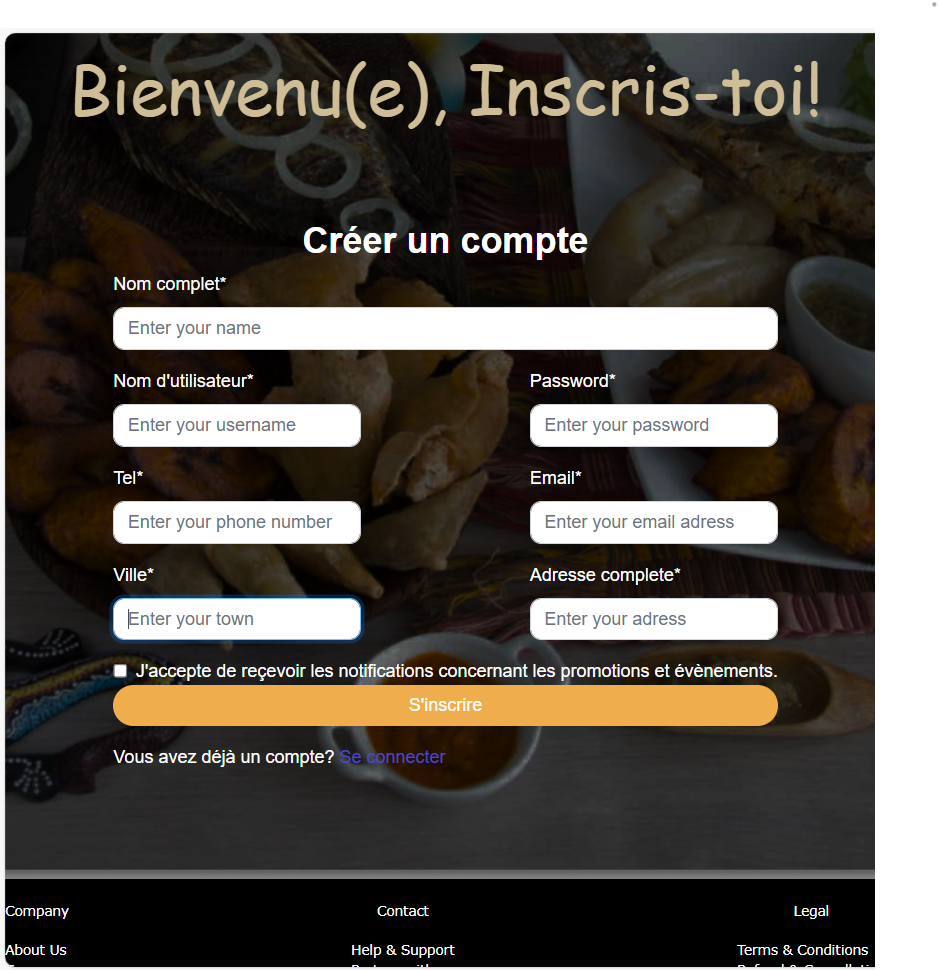 Bienvenu(e), Inscris-toi!
Créer un compte
Nom complet*
Enter your name
Nom d'utilisateur* Password*
Enter your username Enter your password
Tel* Email*
Enter your phone number Enter your email adress
Ville* Adresse complete*
Enter your town Enter your adress
J'accepte de reçevoir les notifications concernant les promotions et évènements.
S'inscrire
Vous avez déjà un compte? Se connecter
Company Contact Legal
About Us Help & Support Terms & Conditions